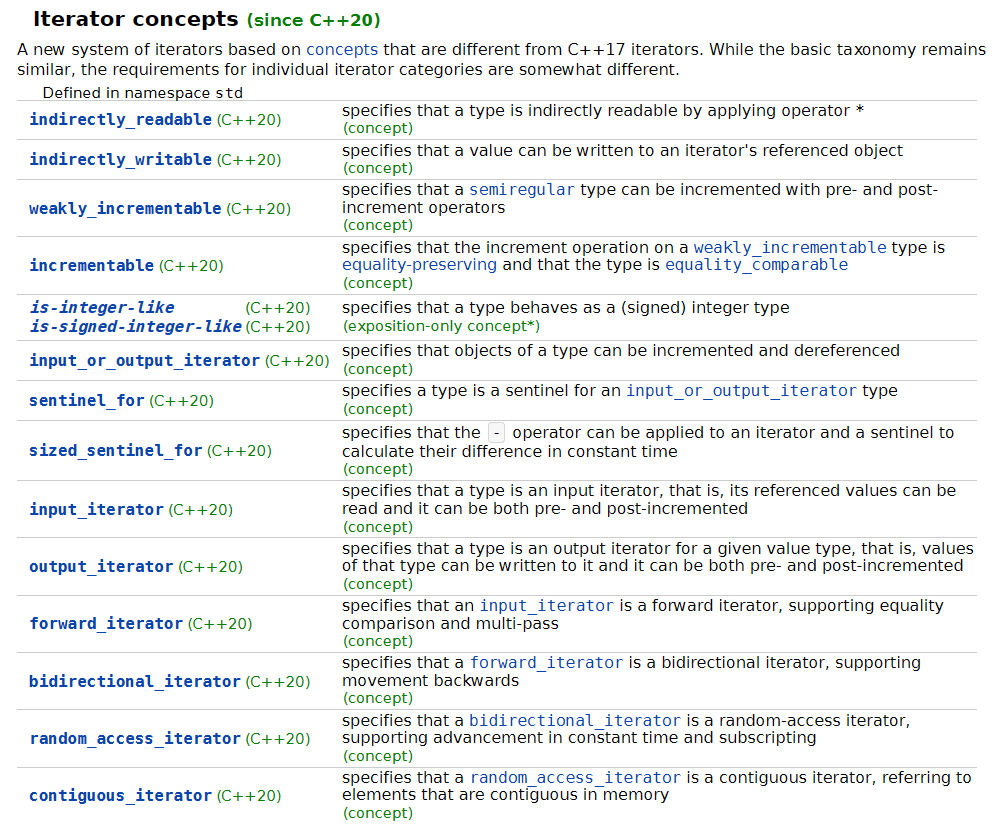 Iterator concepts (since C++20)
A new system of iterators based on concepts that are different from C++17 iterators. While the basic taxonomy remains
similar, the requirements for individual iterator categories are somewhat different.
Defined in namespace std
indirectly_readable (C++20)
specifies that a type is indirectly readable by applying operator *
(concept)
indirectly_writable (C++20)
specifies that a value can be written to an iterator's referenced object
(concept)
weakly_incrementable (C++20)
specifies that a semiregular type can be incremented with pre- and post-
increment operators
(concept)
incrementable (C++20)
specifies that the increment operation on a weakly_incrementable type is
equality-preserving and that the type is equality_comparable
(concept)
is-integer-like (C++20)
is-signed-integer-like (C++20)
specifies that a type behaves as a (signed) integer type
(exposition-only concept*)
input_or_output_iterator (C++20)
specifies that objects of a type can be incremented and dereferenced
(concept)
sentinel_for (C++20)
specifies a type is a sentinel for an input_or_output_iterator type
(concept)
sized_sentinel_for (C++20)
specifies that the - operator can be applied to an iterator and a sentinel to
calculate their difference in constant time
(concept)
input_iterator (C++20)
specifies that a type is an input iterator, that is, its referenced values can be
read and it can be both pre- and post-incremented
(concept)
output_iterator (C++20)
specifies that a type is an output iterator for a given value type, that is, values
of that type can be written to it and it can be both pre- and post-incremented
(concept)
forward_iterator (C++20)
specifies that an input_iterator is a forward iterator, supporting equality
comparison and multi-pass
(concept)
bidirectional_iterator (C++20)
specifies that a forward_iterator is a bidirectional iterator, supporting
movement backwards
(concept)
random_access_iterator (C++20)
specifies that a bidirectional_iterator is a random-access iterator,
supporting advancement in constant time and subscripting
(concept)
contiguous_iterator (C++20)
specifies that a random_access_iterator is a contiguous iterator, referring to
elements that are contiguous in memory
(concept)